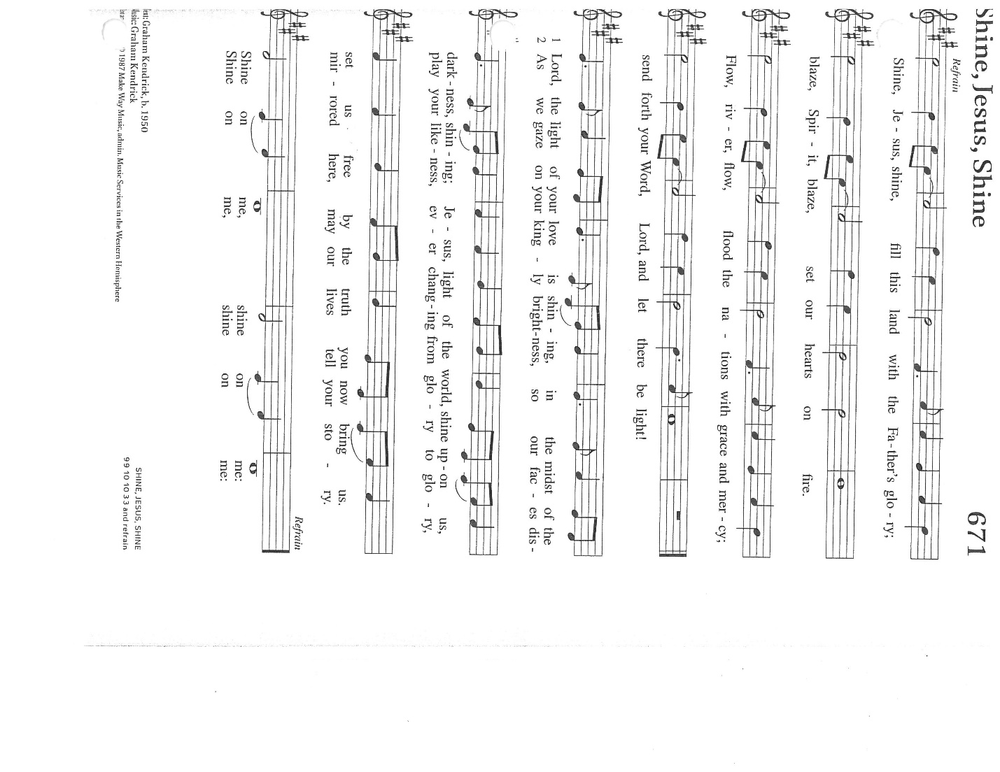 Shine, Jesus, Shine 671
Refrain
Shine, Je - sus, shine, fill this land with the Fa - ther's glo - ry;
blaze, Spir - it, blaze, set our hearts on fire.
Flow, riv - er, flow, flood the na - tions with grace and mer - cy;
send forth your Word, Lord, and let there be light!
1 Lord, the light of your love is shin - ing, in the midst of the
2 As we gaze on your king - ly bright-ness, so our fac - es dis -
dark - ness, shin - ing; Je - sus, light of the world, shine up - on us,
play your like - ness, ev - er chang - ing from glo - ry to glo - ry,
set us free by the truth you now bring us.
mir - rored here, may our lives tell your sto - ry.
Refrain
Shine on me, shine on me:
Shine on me, shine on me:
Graham Kendrick, b. 1950
Graham Kendrick
1987 Make Way Music, admin. Music Services in the Western Hemisphere
SHINE, JESUS, SHINE
9 9 10 10 3 3 and refrain